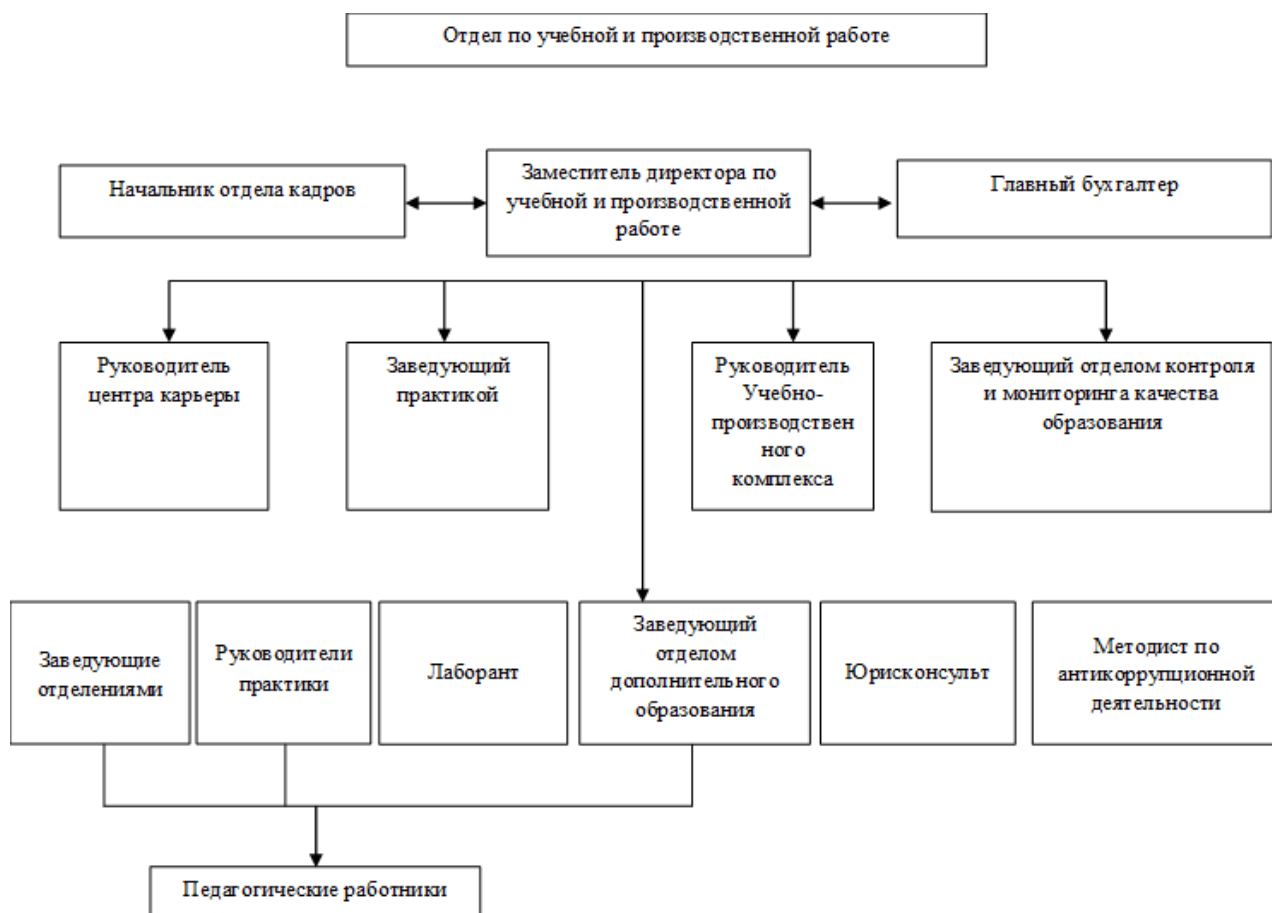 Отдел по учебной и производственной работе
Начальник отдела кадров
Заместитель директора по
учебной и производственной
работе
Главный бухгалтер
Руководитель
центра карьеры
Заведующий
практикой
Руководитель
Учебно-
производствен
ного
комплекса
Заведующий отделом контроля
и мониторинга качества
образования
Заведующие
отделениями
Руководители
практики
Лаборант
Заведующий
отделом
дополнительного
образования
Юрисконсульт
Методист по
антикоррупционной
деятельности
Педагогические работники